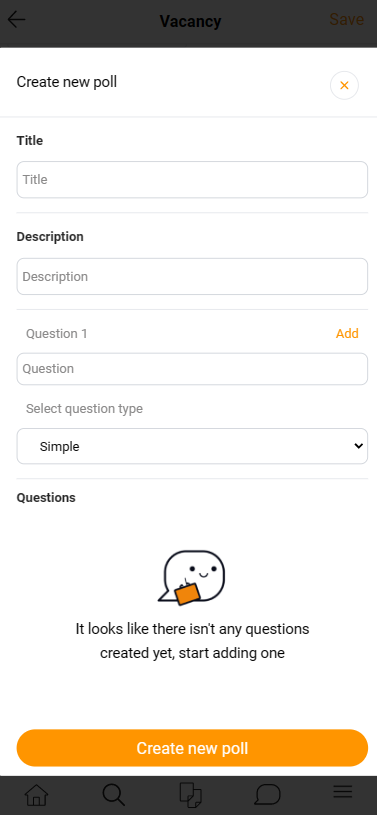 Vacancy
Save
Create new poll
Title
Title
Description
Description
Question 1
Add
Question
Select question type
Simple
Questions
It looks like there isn't any questions
created yet, start adding one
Create new poll